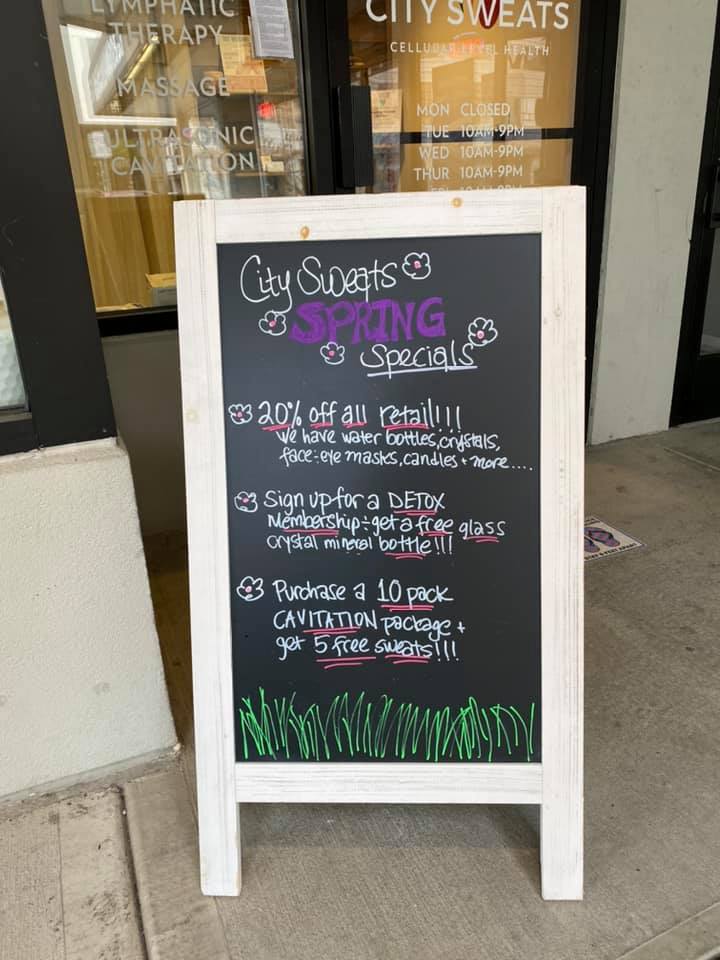 LYMPHATIC
THERAPY
MASSAGE
ULTRASONIC
CAVITATION
CITY SWEATS
CELLULAR LEVEL HEALTH
MON CLOSED
TUE 10AM-9PM
WED 10AM-9PM
THUR 10AM-9PM
City Sweats
SPRING
Specials
20% off all retail!!!
We have water bottles, crystals,
face + eye masks, candles + more....
Sign up for a DETOX
Membership + get a free glass
crystal mineral bottle!!!
Purchase a 10 pack
CAVITATION package +
get 5 free sweats!!!